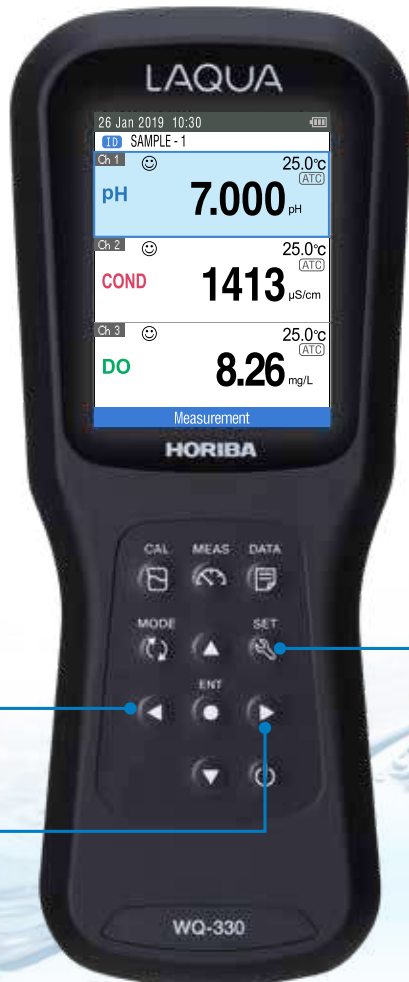 LAQUA
26 Jan 2019 10:30
ID SAMPLE - 1
Ch 1 25.0℃
ATC
pH 7.000 pH
Ch 2 25.0℃
ATC
COND 1413 µS/cm
Ch 3 25.0℃
ATC
DO 8.26 mg/L
Measurement
HORIBA
CAL MEAS DATA
MODE SET
ENT
WQ-330